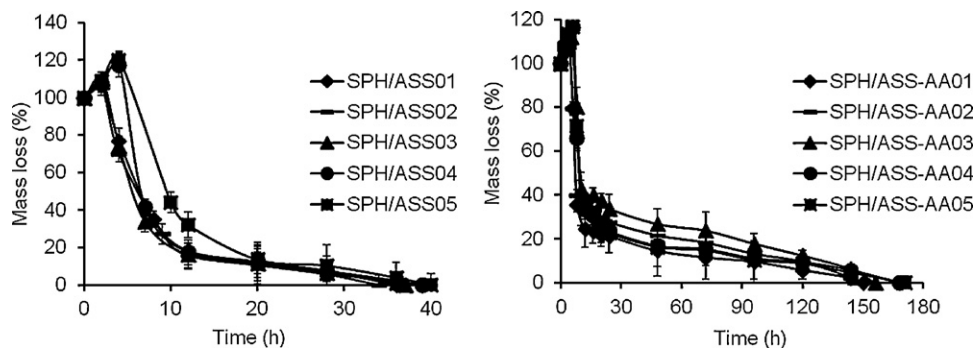 140
120
100
80
60
40
20
0
Mass loss (%)
0 10 20 30 40
Time (h)
SPH/ASS01
SPH/ASS02
SPH/ASS03
SPH/ASS04
SPH/ASS05
120
100
80
60
40
20
0
Mass loss (%)
0 30 60 90 120 150 180
Time (h)
SPH/ASS-AA01
SPH/ASS-AA02
SPH/ASS-AA03
SPH/ASS-AA04
SPH/ASS-AA05